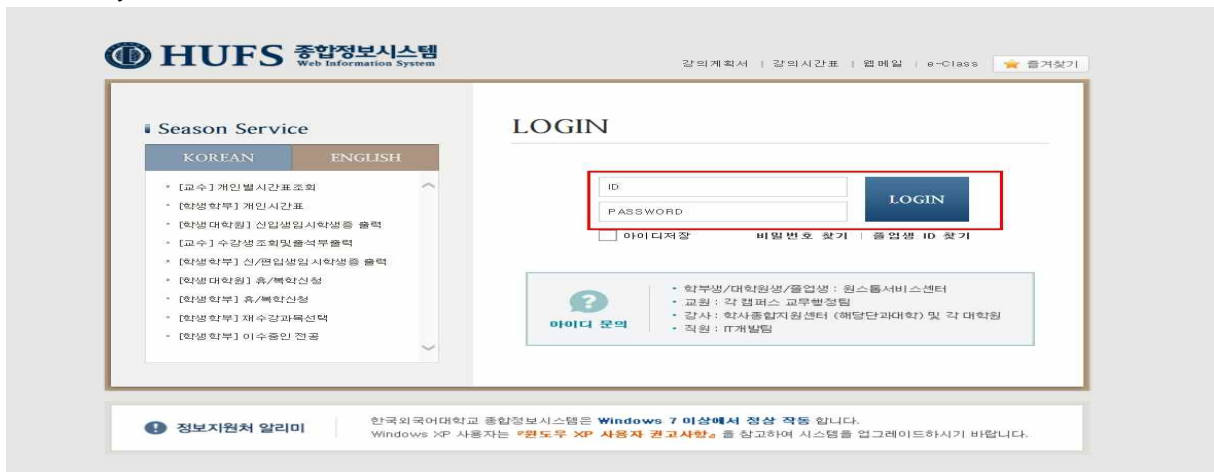 HUFS 종합정보시스템
Web Information System
강의계획서 | 강의시간표 | 웹메일 | e-Class 즐겨찾기
Season Service
KOREAN ENGLISH
[교수] 개인별시간표조회
[학생학부] 개인시간표
[학생대학원] 신입생임시학생증 출력
[교수] 수강생조회및출석부출력
[학생학부] 신/편입생임시학생증 출력
[학생대학원] 휴/복학신청
[학생학부] 휴/복학신청
[학생학부] 재수강과목선택
[학생학부] 이수중인 전공
LOGIN
ID
PASSWORD
LOGIN
아이디저장 비밀번호 찾기 | 졸업생 ID 찾기
?
아이디 문의
학부생/대학원생/졸업생 : 원스톱서비스센터
교원 : 각 캠퍼스 교무행정팀
강사 : 학사종합지원센터 (해당단과대학) 및 각 대학원
직원 : IT개발팀
정보지원처 알리미
한국외국어대학교 종합정보시스템은 Windows 7 이상에서 정상 작동 합니다.
Windows XP 사용자는 『윈도우 XP 사용자 권고사항』 을 참고하여 시스템을 업그레이드하시기 바랍니다.